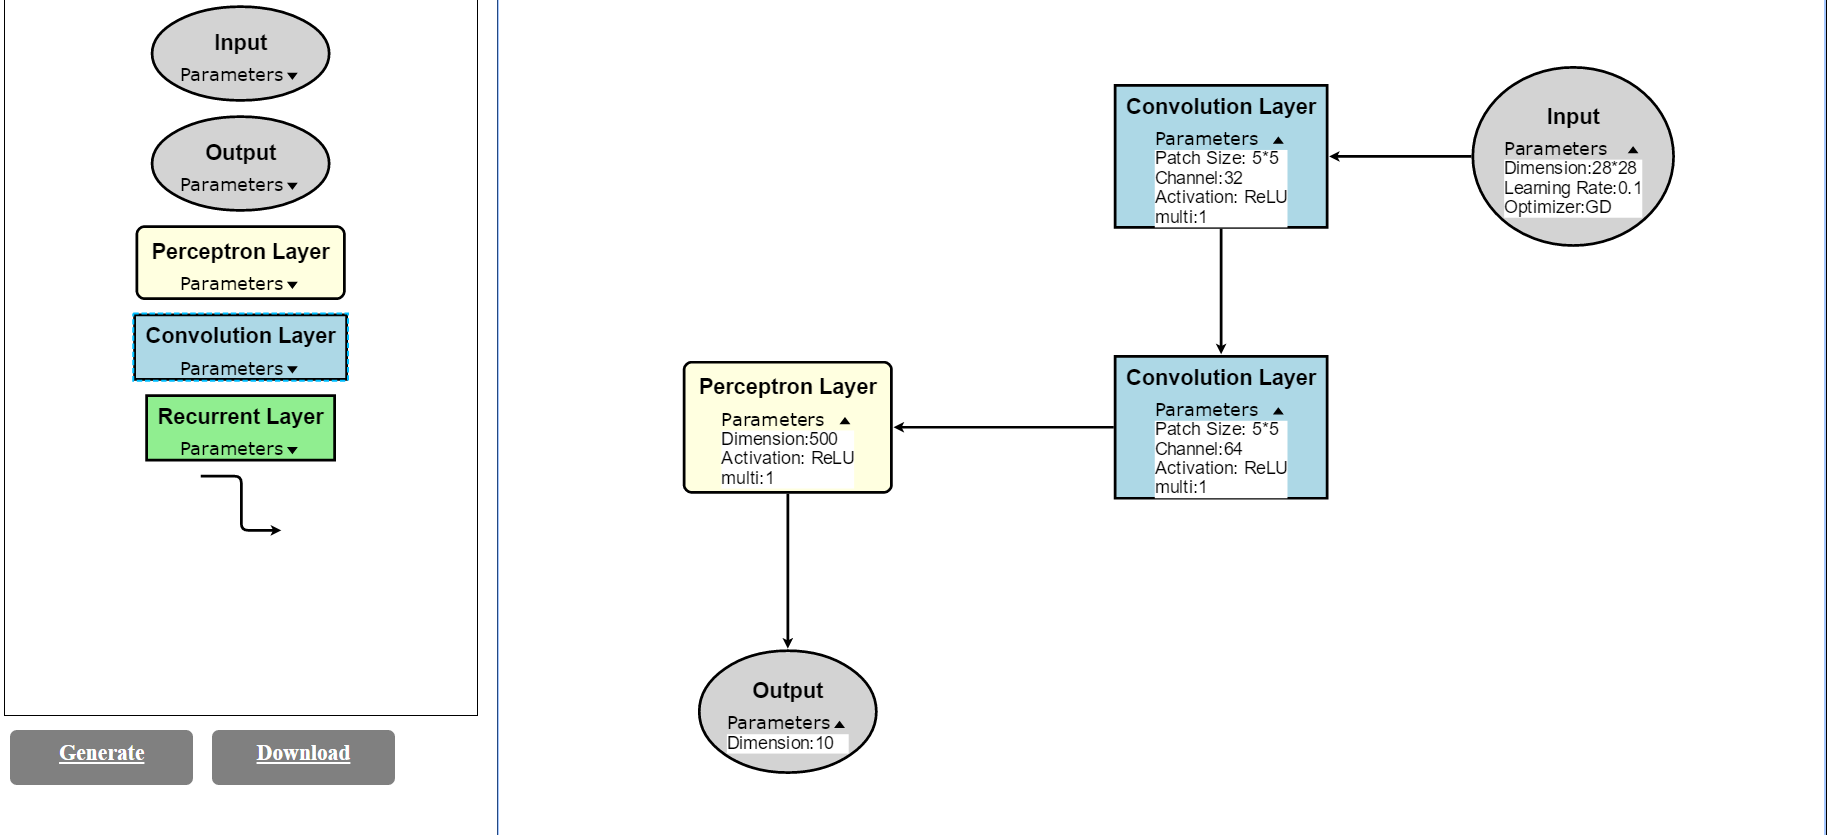 Input
Parameters ▼
Output
Parameters ▼
Perceptron Layer
Parameters ▼
Convolution Layer
Parameters ▼
Recurrent Layer
Parameters ▼
Generate
Download
Input
Parameters ▲
Dimension:28*28
Learning Rate:0.1
Optimizer:GD
Convolution Layer
Parameters ▲
Patch Size: 5*5
Channel:32
Activation: ReLU
multi:1
Convolution Layer
Parameters ▲
Patch Size: 5*5
Channel:64
Activation: ReLU
multi:1
Perceptron Layer
Parameters ▲
Dimension:500
Activation: ReLU
multi:1
Output
Parameters ▲
Dimension:10